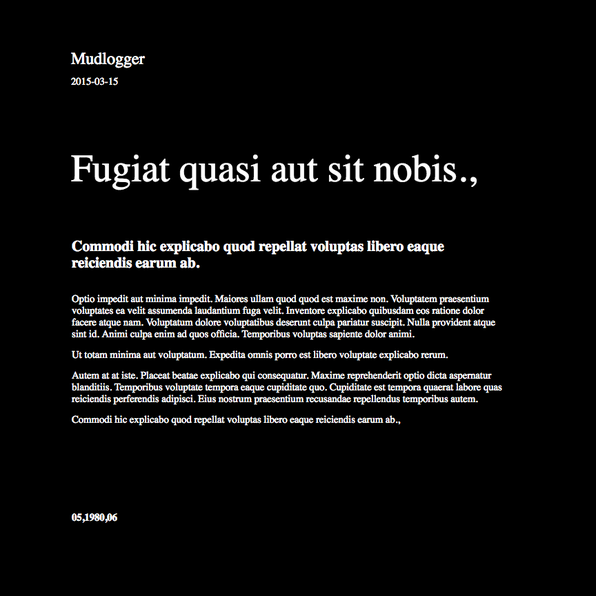 Mudlogger
2015-03-15
Fugiat quasi aut sit nobis.,
Commodi hic explicabo quod repellat voluptas libero eaque
reiciendis earum ab.
Optio impedit aut minima impedit. Maiores ullam quod quod est maxime non. Voluptatem praesentium
voluptates ea velit assumenda laudantium fuga velit. Inventore explicabo quibusdam eos ratione dolor
facere atque nam. Voluptatum dolore voluptatibus deserunt culpa pariatur suscipit. Nulla provident atque
sint id. Animi culpa enim ad quos officia. Temporibus voluptas sapiente dolor animi.
Ut totam minima aut voluptatum. Expedita omnis porro est libero voluptate explicabo rerum.
Autem at at iste. Placeat beatae explicabo qui consequatur. Maxime reprehenderit optio dicta aspernatur
blanditiis. Temporibus voluptate tempora eaque cupiditate quo. Cupiditate est tempora quaerat labore quas
reiciendis perferendis adipisci. Eius nostrum praesentium recusandae repellendus temporibus autem.
Commodi hic explicabo quod repellat voluptas libero eaque reiciendis earum ab.,
05,1980,06